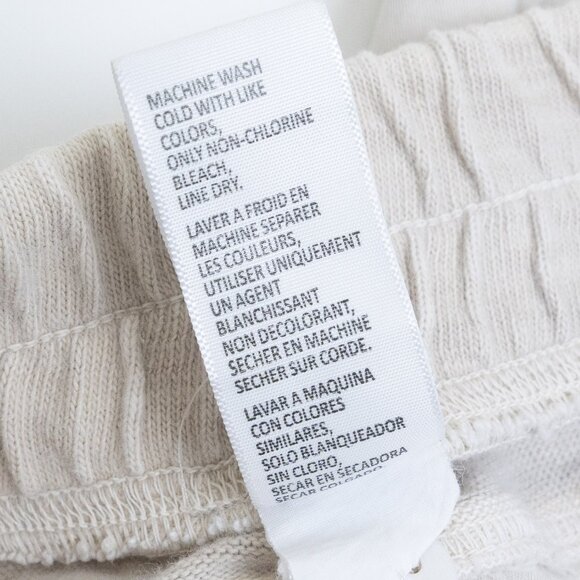 MACHINE WASH
COLD WITH LIKE
COLORS,
ONLY NON-CHLORINE
BLEACH,
LINE DRY.
LAVER A FROID EN
MACHINE SEPARER
LES COULEURS,
UTILISER UNIQUEMENT
UN AGENT
BLANCHISSANT
NON DECOLORANT,
SECHER EN MACHINE
SECHER SUR CORDE.
LAVAR A MAQUINA
CON COLORES
SIMILARES,
SOLO BLANQUEADOR
SIN CLORO,
SECAR EN SECADORA
SECAR COLGADO